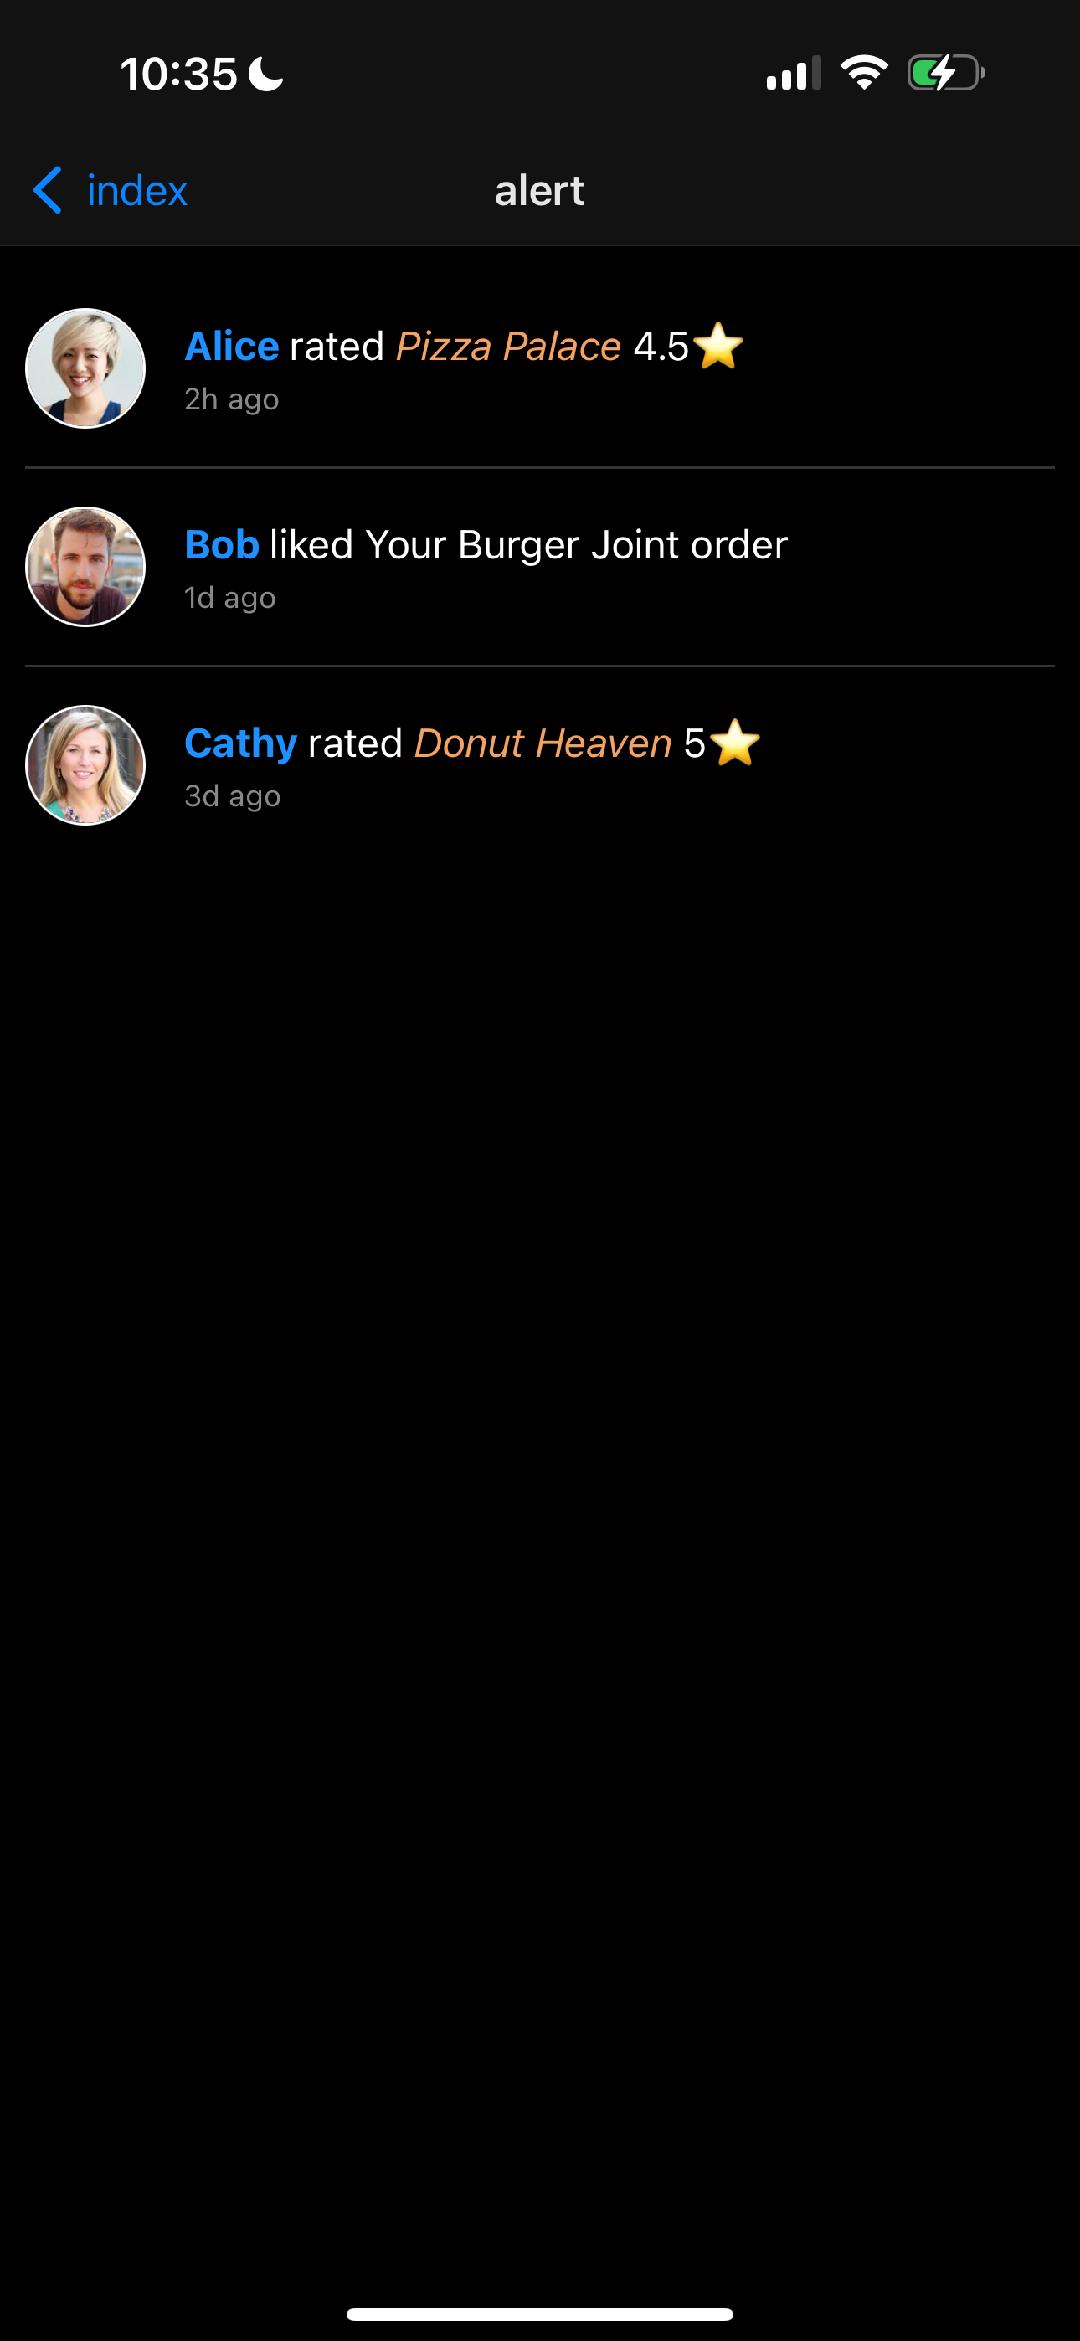 10:35
index
alert
Alice rated Pizza Palace 4.5⭐
2h ago
Bob liked Your Burger Joint order
1d ago
Cathy rated Donut Heaven 5⭐
3d ago